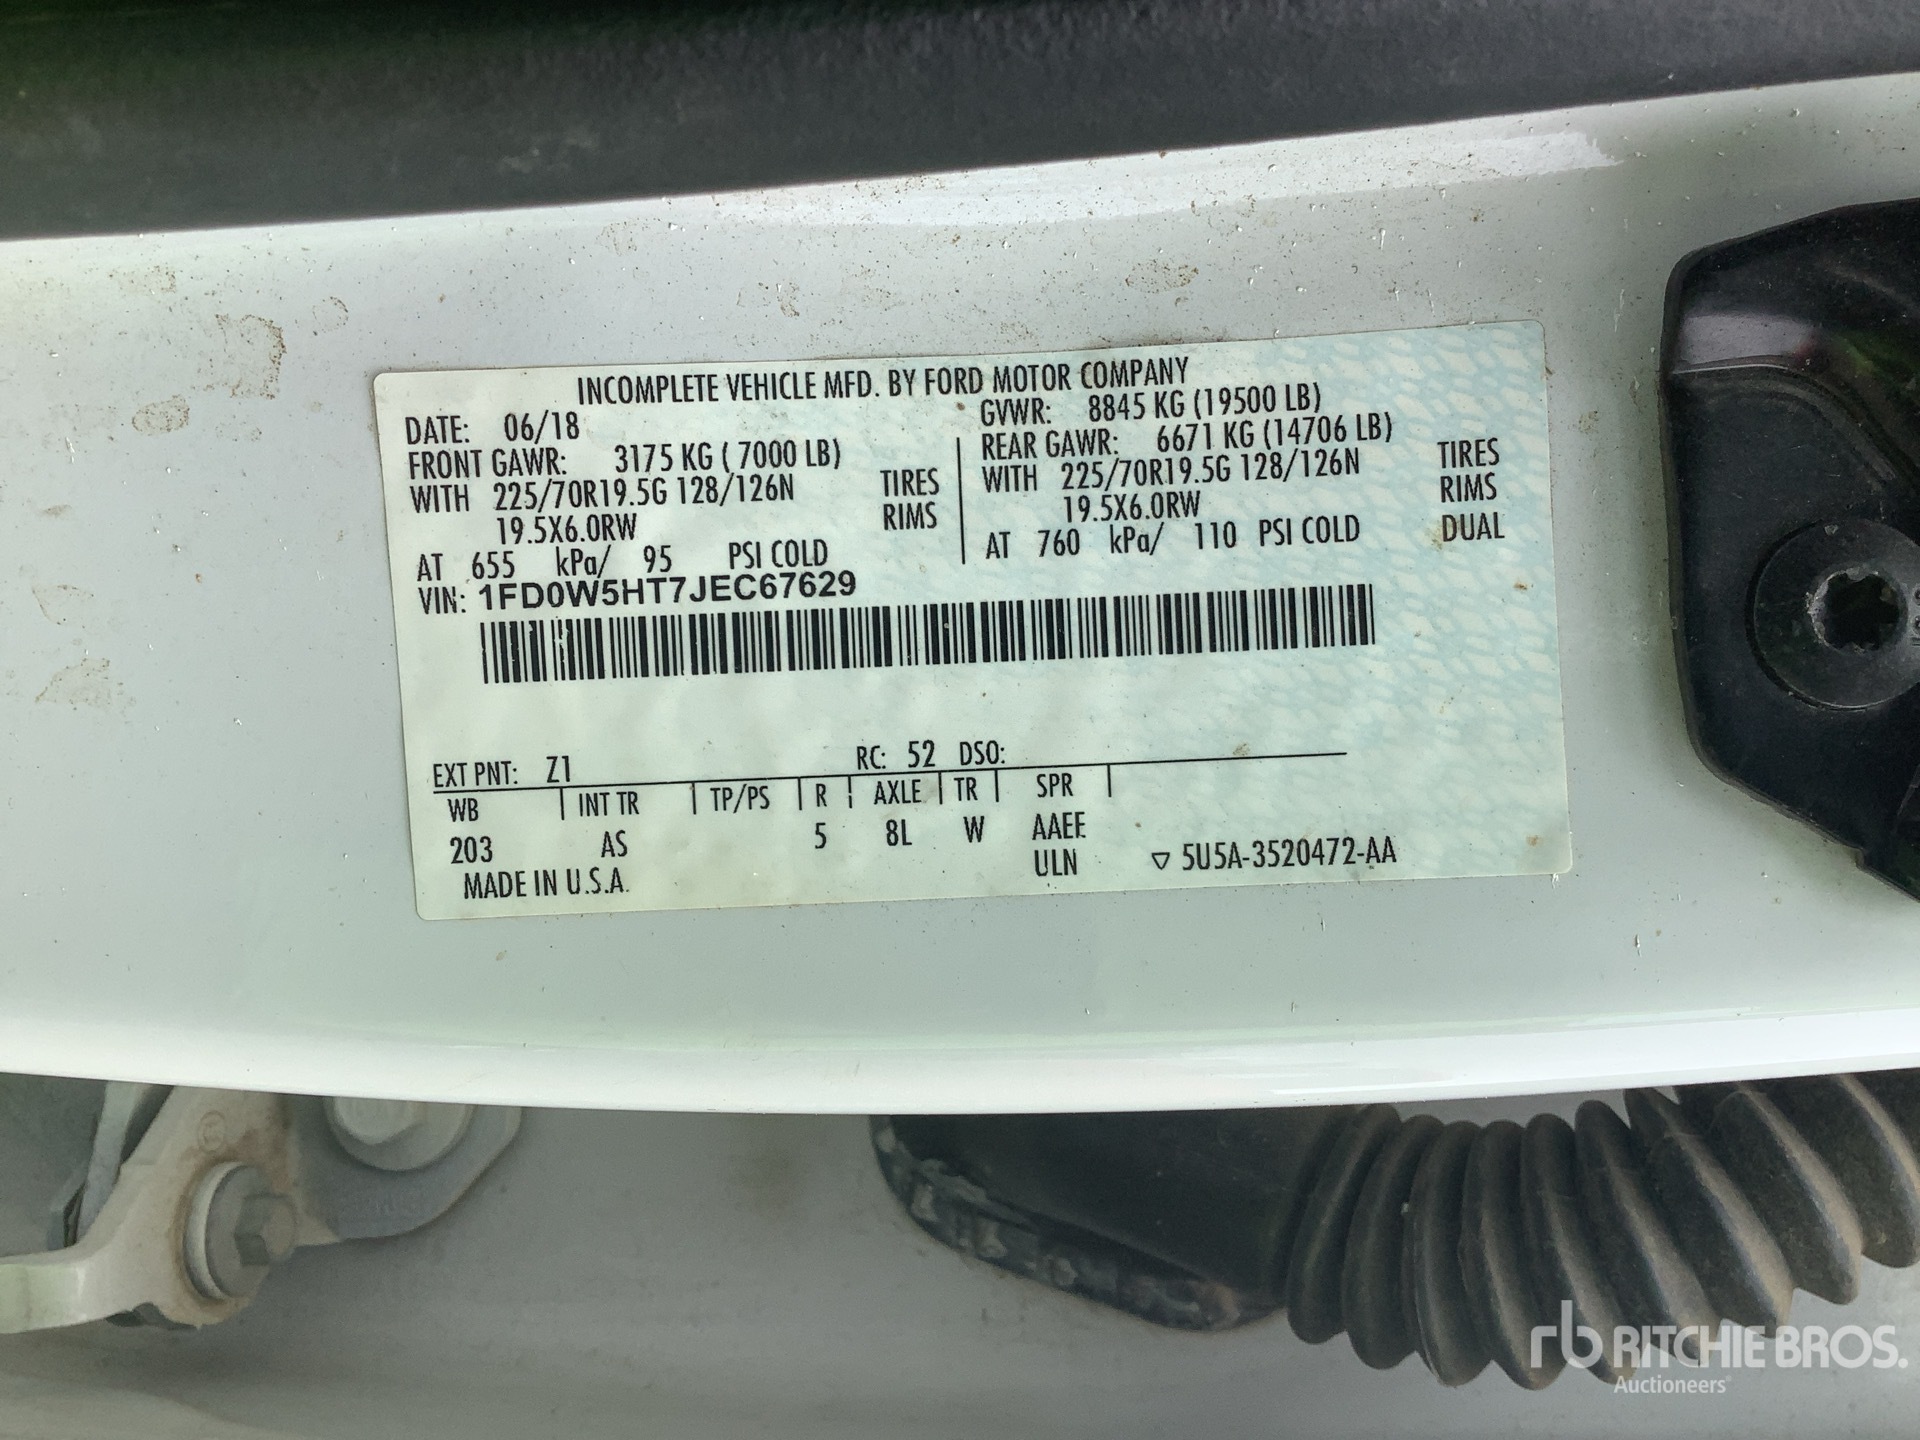 INCOMPLETE VEHICLE MFD. BY FORD MOTOR COMPANY
DATE: 06/18 GVWR: 8845 KG (19500 LB)
FRONT GAWR: 3175 KG ( 7000 LB) REAR GAWR: 6671 KG (14706 LB)
WITH 225/70R19.5G 128/126N TIRES WITH 225/70R19.5G 128/126N TIRES
19.5X6.0RW RIMS 19.5X6.0RW RIMS
AT 655 kPa/ 95 PSI COLD AT 760 kPa/ 110 PSI COLD DUAL
VIN: 1FD0W5HT7JEC67629
EXT PNT: Z1 RC: 52 DSO:
WB INT TR TP/PS R AXLE TR SPR
203 AS 5 8L W AAEE
ULN
MADE IN U.S.A. 5U5A-3520472-AA
rb RITCHIE BROS.
Auctioneers